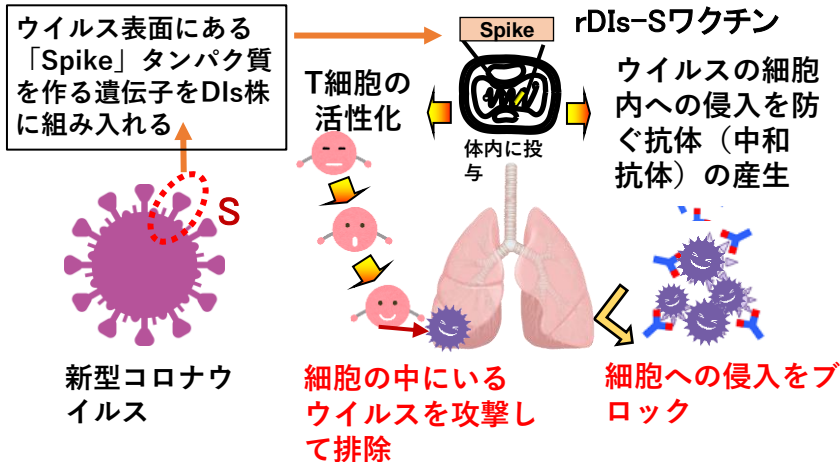 ウイルス表面にある
「Spike」タンパク質
を作る遺伝子をDIs株
に組み入れる
Spike
rDIs-Sワクチン
T細胞の
活性化
体内に投
与
ウイルスの細胞
内への侵入を防
ぐ抗体（中和
抗体）の産生
S
新型コロナウ
イルス
細胞の中にいる
ウイルスを攻撃し
て排除
細胞への侵入をブ
ロック